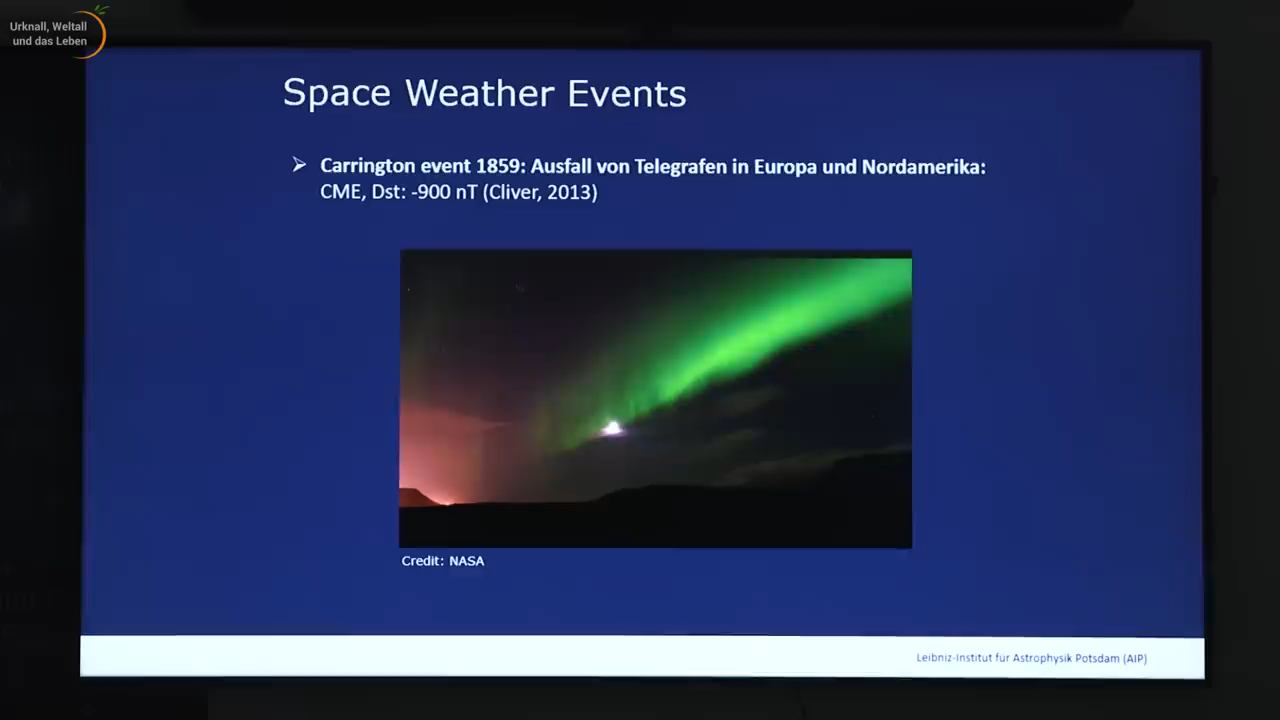 Urknall, Weltall
und das Leben
Space Weather Events
➢ Carrington event 1859: Ausfall von Telegrafen in Europa und Nordamerika:
CME, Dst: -900 nT (Cliver, 2013)
Credit: NASA
Leibniz-Institut für Astrophysik Potsdam (AIP)